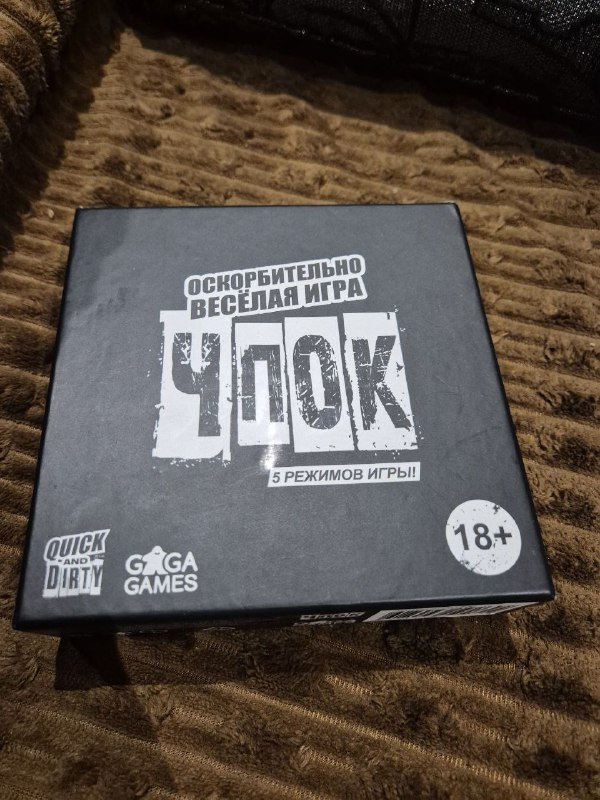 ОСКОРБИТЕЛЬНО
ВЕСЁЛАЯ ИГРА
ЧПОК
5 РЕЖИМОВ ИГРЫ!
18+
QUICK
AND
DIRTY
GAGA
GAMES